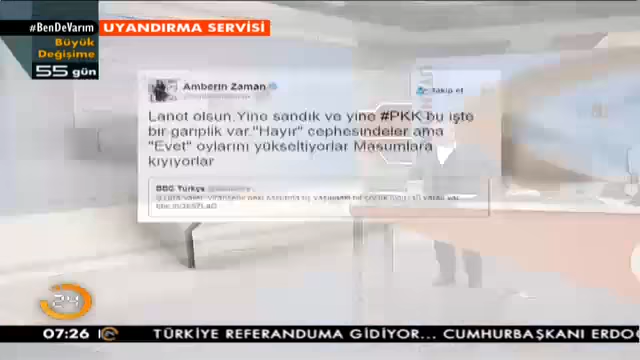 #BenDeVarım
UYANDIRMA SERVİSİ
Büyük
Değişime
55 gün
Amberin Zaman
Takip et
Lanet olsun.Yine sandık ve yine #PKK bu işte
bir gariplik var."Hayır" cephesindeler ama
"Evet" oylarını yükseltiyorlar Masumlara
kıyıyorlar
BBC Türkçe
24
07:26
TÜRKİYE REFERANDUMA GİDİYOR... CUMHURBAŞKANI ERDO